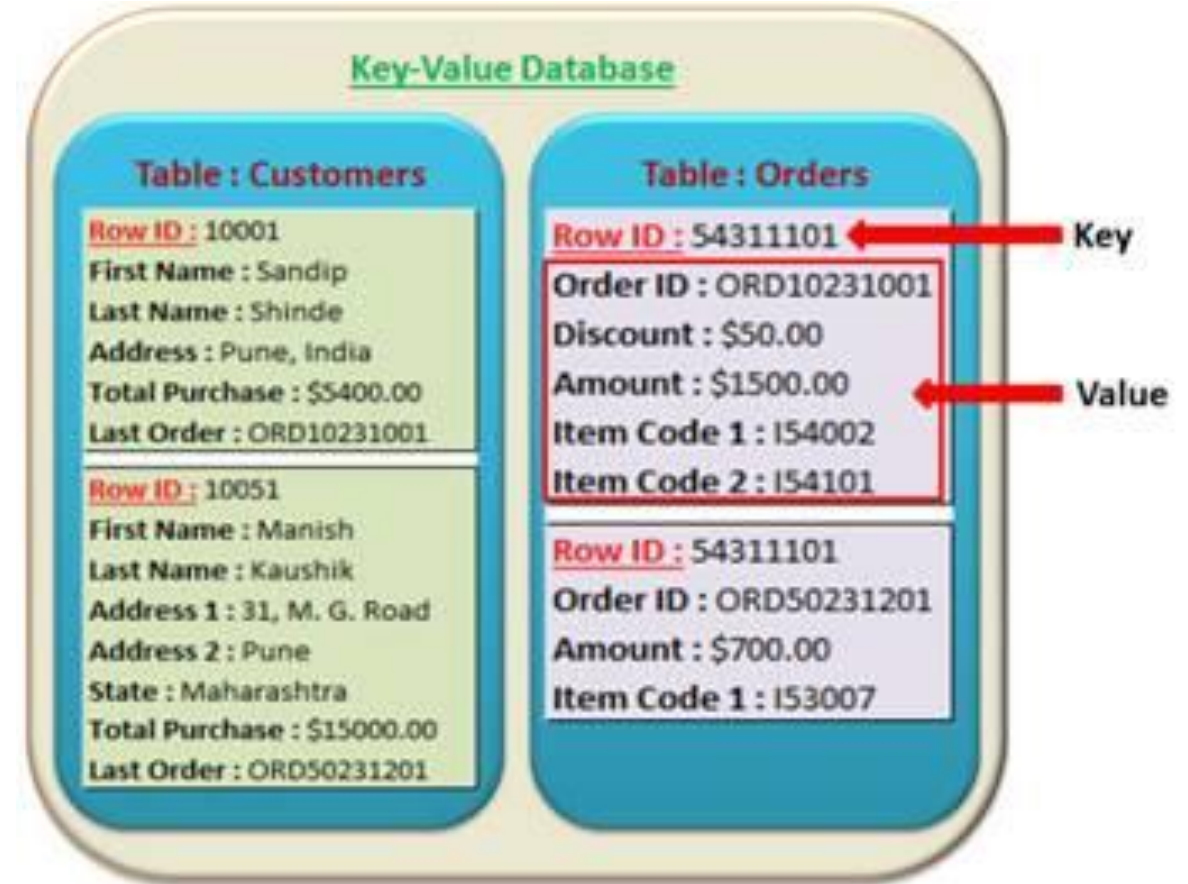 Key-Value Database
Table : Customers
Row ID : 10001
First Name : Sandip
Last Name : Shinde
Address : Pune, India
Total Purchase : $5400.00
Last Order : ORD10231001
Row ID : 10051
First Name : Manish
Last Name : Kaushik
Address 1 : 31, M. G. Road
Address 2 : Pune
State : Maharashtra
Total Purchase : $15000.00
Last Order : ORD50231201
Table : Orders
Row ID : 54311101
Order ID : ORD10231001
Discount : $50.00
Amount : $1500.00
Item Code 1 : I54002
Item Code 2 : I54101
Row ID : 54311101
Order ID : ORD50231201
Amount : $700.00
Item Code 1 : I53007
Key
Value